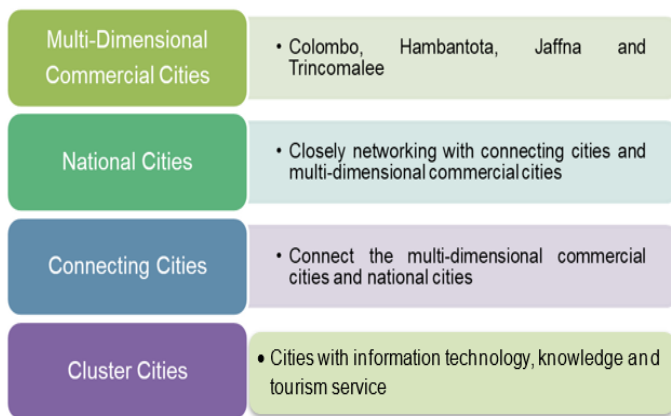 Multi-Dimensional
Commercial Cities
• Colombo, Hambantota, Jaffna and
Trincomalee
National Cities
• Closely networking with connecting cities and
multi-dimensional commercial cities
Connecting Cities
• Connect the multi-dimensional commercial
cities and national cities
Cluster Cities
• Cities with information technology, knowledge and
tourism service